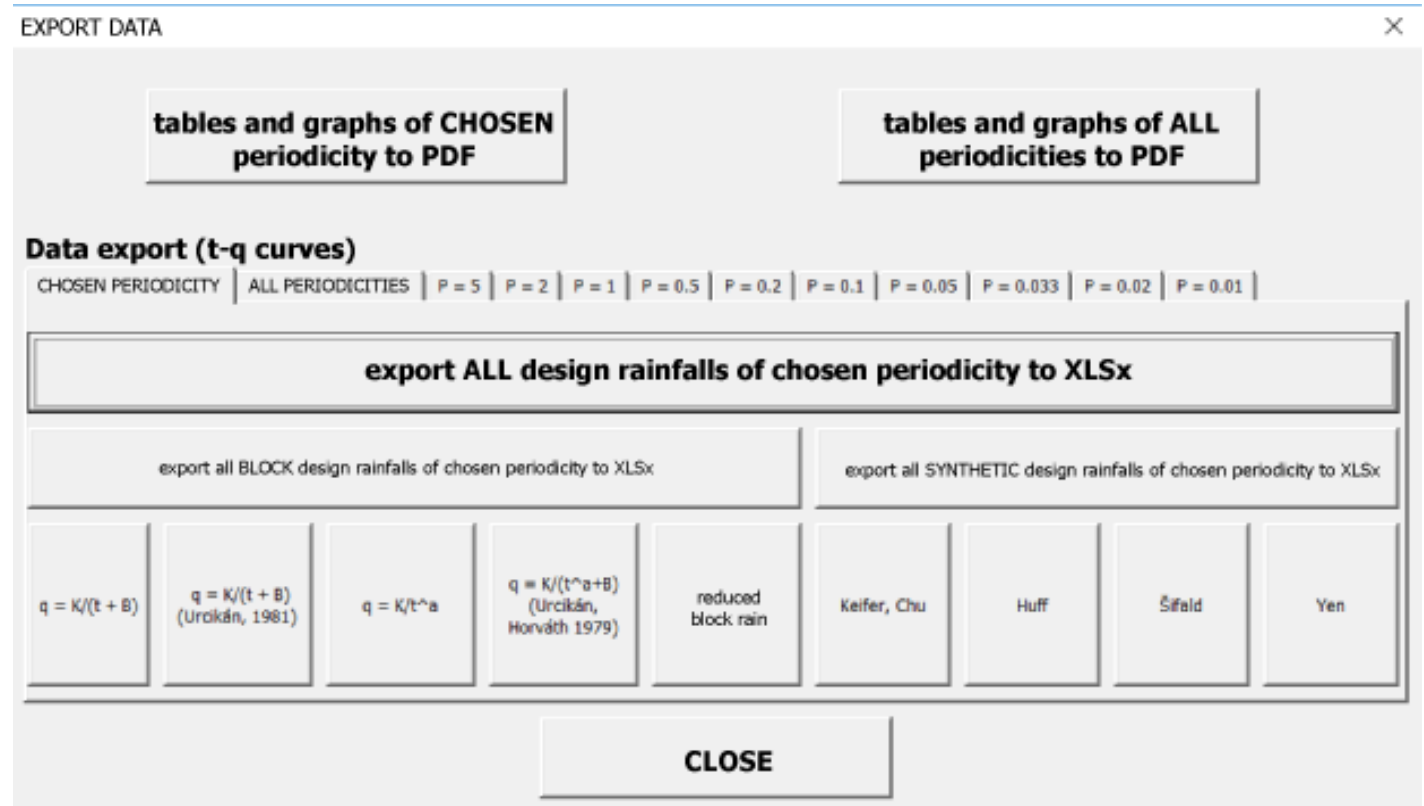 EXPORT DATA
tables and graphs of CHOSEN
periodicity to PDF
tables and graphs of ALL
periodicities to PDF
Data export (t-q curves)
CHOSEN PERIODICITY ALL PERIODICITIES P = 5 P = 2 P = 1 P = 0.5 P = 0.2 P = 0.1 P = 0.05 P = 0.033 P = 0.02 P = 0.01
export ALL design rainfalls of chosen periodicity to XLSx
export all BLOCK design rainfalls of chosen periodicity to XLSx
export all SYNTHETIC design rainfalls of chosen periodicity to XLSx
q = K/(t + B)
q = K/(t + B)
(Urcikán, 1981)
q = K/t^a
q = K/(t^a+B)
(Urcikán,
Horváth 1979)
reduced
block rain
Keifer, Chu
Huff
Šifald
Yen
CLOSE